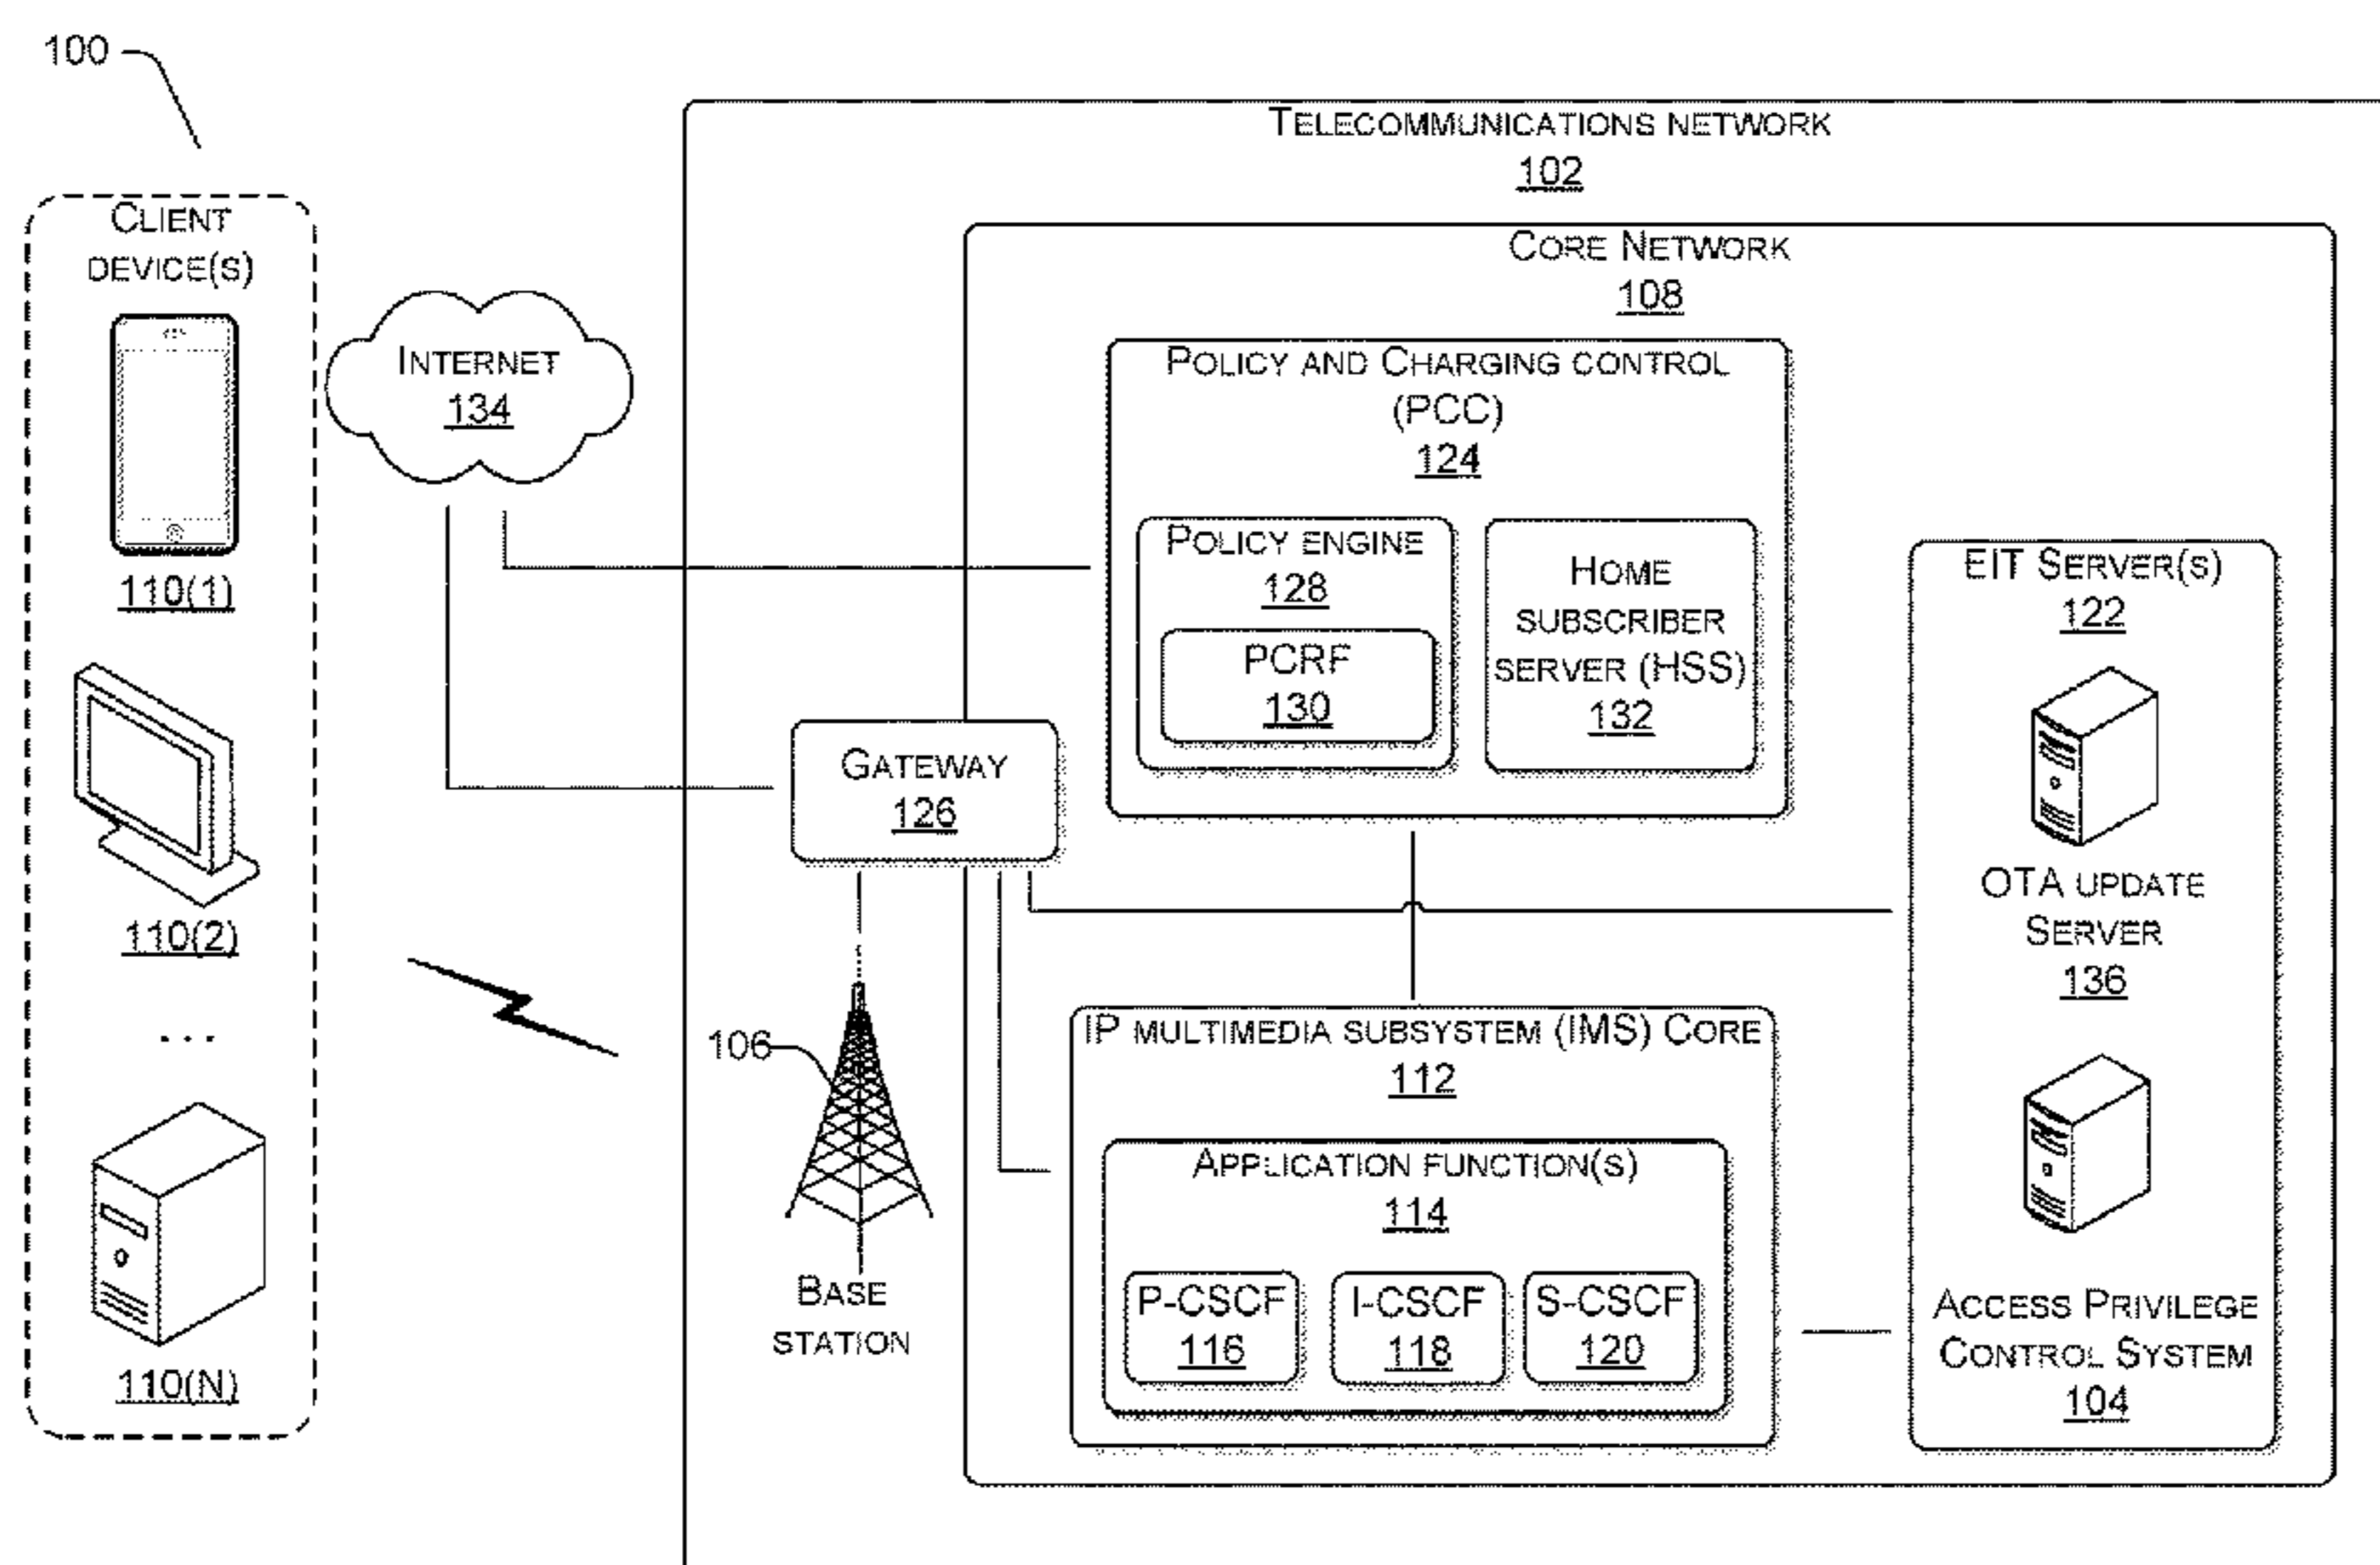 100
TELECOMMUNICATIONS NETWORK
102
CLIENT
DEVICE(S)
110(1)
110(2)
...
110(N)
INTERNET
134
CORE NETWORK
108
POLICY AND CHARGING CONTROL
(PCC)
124
POLICY ENGINE
128
PCRF
130
HOME
SUBSCRIBER
SERVER (HSS)
132
GATEWAY
126
106
BASE
STATION
IP MULTIMEDIA SUBSYSTEM (IMS) CORE
112
APPLICATION FUNCTION(S)
114
P-CSCF
116
I-CSCF
118
S-CSCF
120
EIT SERVER(S)
122
OTA UPDATE
SERVER
136
ACCESS PRIVILEGE
CONTROL SYSTEM
104